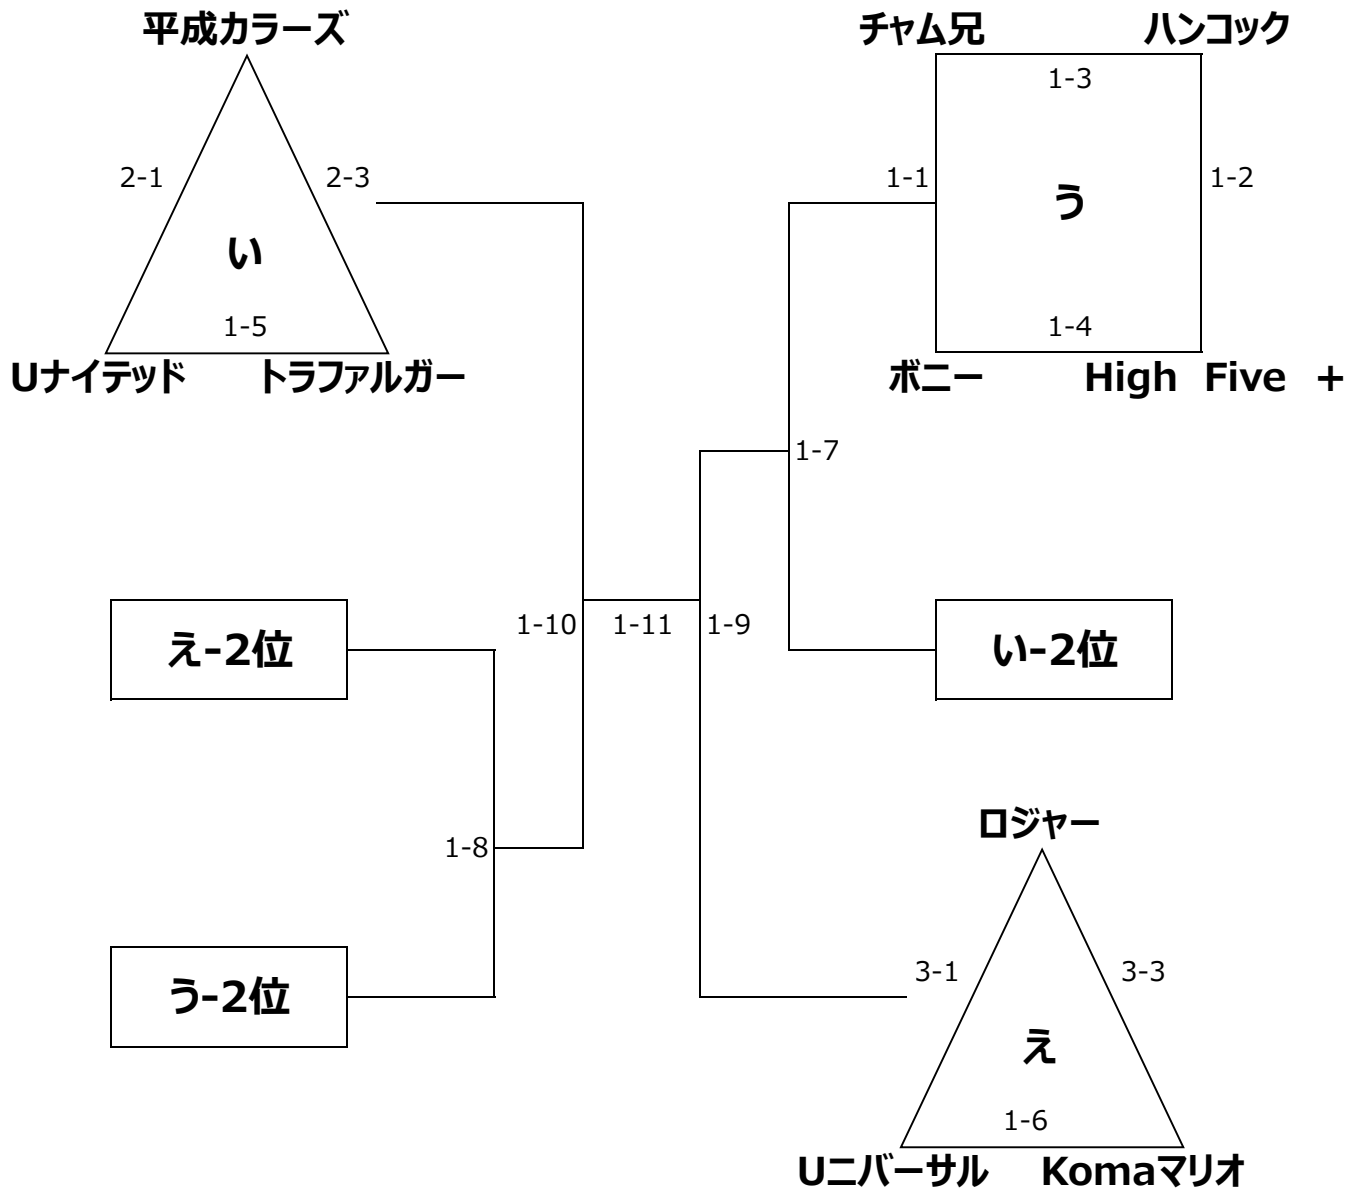 平成カラーズ
チャム兄 ハンコック
1-3
2-1 2-3
1-1 1-2
う
い
1-5
1-4
Uナイテッド トラファルガー
ボニー High Five +
1-7
1-10 1-11 1-9
え-2位
い-2位
ロジャー
1-8
3-1 3-3
う-2位
え
1-6
Uニバーサル Komaマリオ